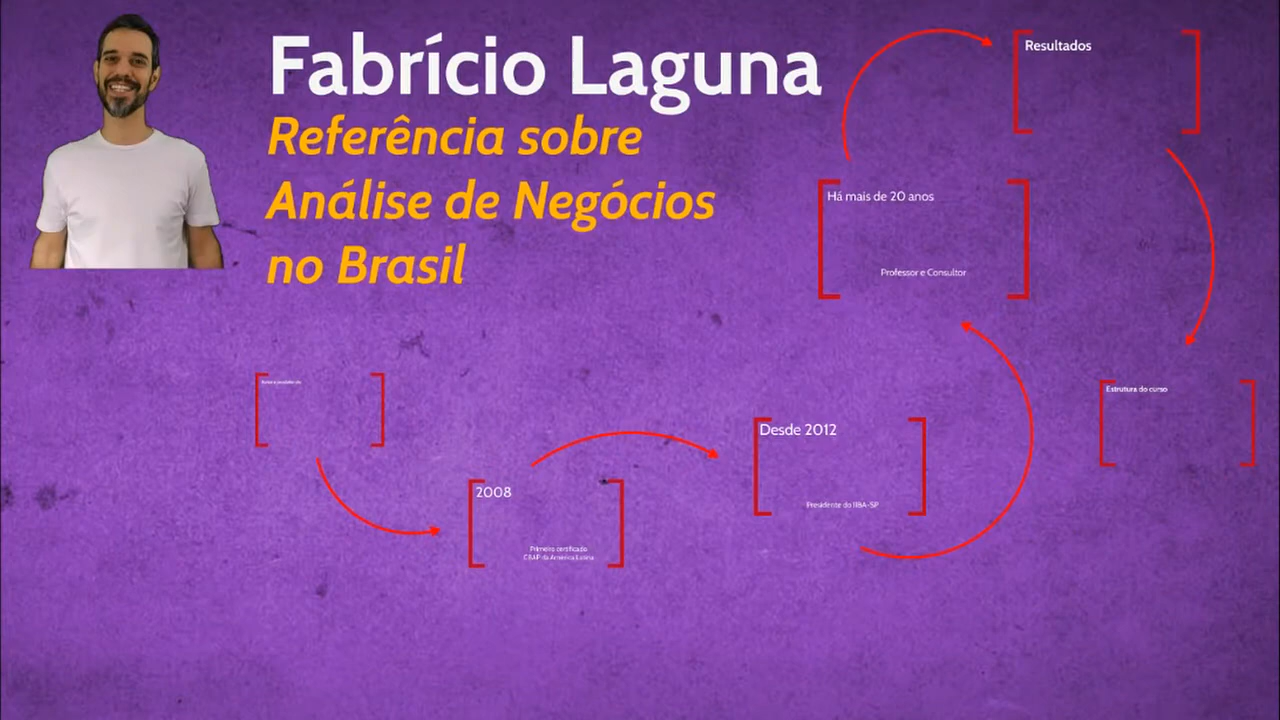 Fabrício Laguna
Referência sobre
Análise de Negócios
no Brasil
Resultados
Há mais de 20 anos
Professor e Consultor
Estrutura do curso
Desde 2012
Presidente do IIBA-SP
2008
Primeiro certificado
CBAP da América Latina